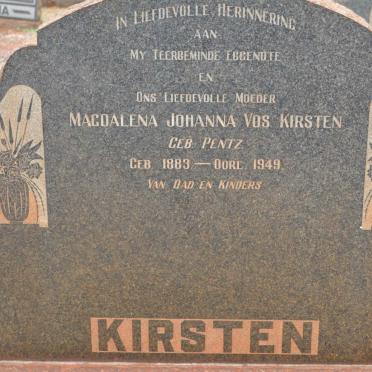 In Liefdevolle Herinnering
aan
My Teerbeminde Eggenote
en
Ons Liefdevolle Moeder
Magdalena Johanna Vos Kirsten
Geb Pentz
Geb 1883 — Oorl. 1949.
Van Dad en Kinders
KIRSTEN